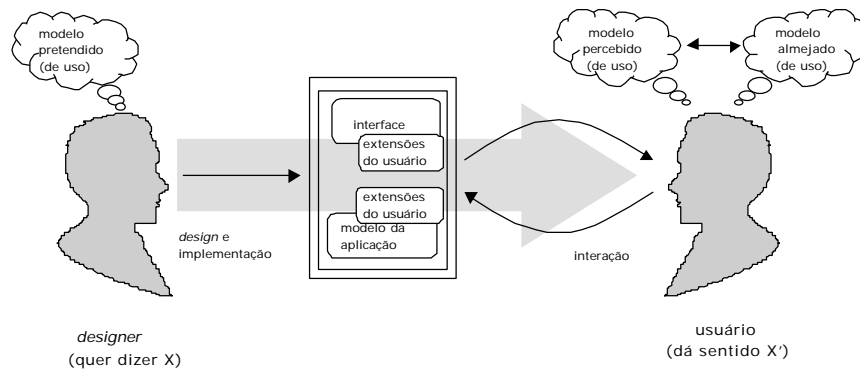 modelo
pretendido
(de uso)
modelo
percebido
(de uso)
modelo
almejado
(de uso)
interface
extensões
do usuário
extensões
do usuário
modelo da
aplicação
design e
implementação
interação
designer
(quer dizer X)
usuário
(dá sentido X')